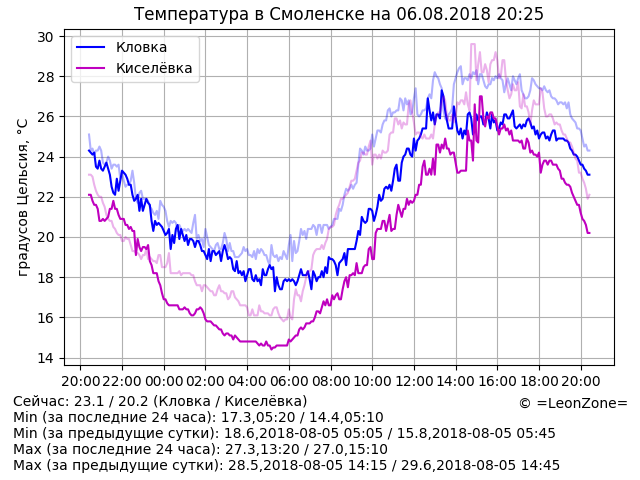 Температура в Смоленске на 06.08.2018 20:25
Кловка
Киселёвка
градусов Цельсия, °C
30
28
26
24
22
20
18
16
14
20:00 22:00 00:00 02:00 04:00 06:00 08:00 10:00 12:00 14:00 16:00 18:00 20:00
Сейчас: 23.1 / 20.2 (Кловка / Киселёвка)
© =LeonZone=
Min (за последние 24 часа): 17.3,05:20 / 14.4,05:10
Min (за предыдущие сутки): 18.6,2018-08-05 05:05 / 15.8,2018-08-05 05:45
Max (за последние 24 часа): 27.3,13:20 / 27.0,15:10
Max (за предыдущие сутки): 28.5,2018-08-05 14:15 / 29.6,2018-08-05 14:45